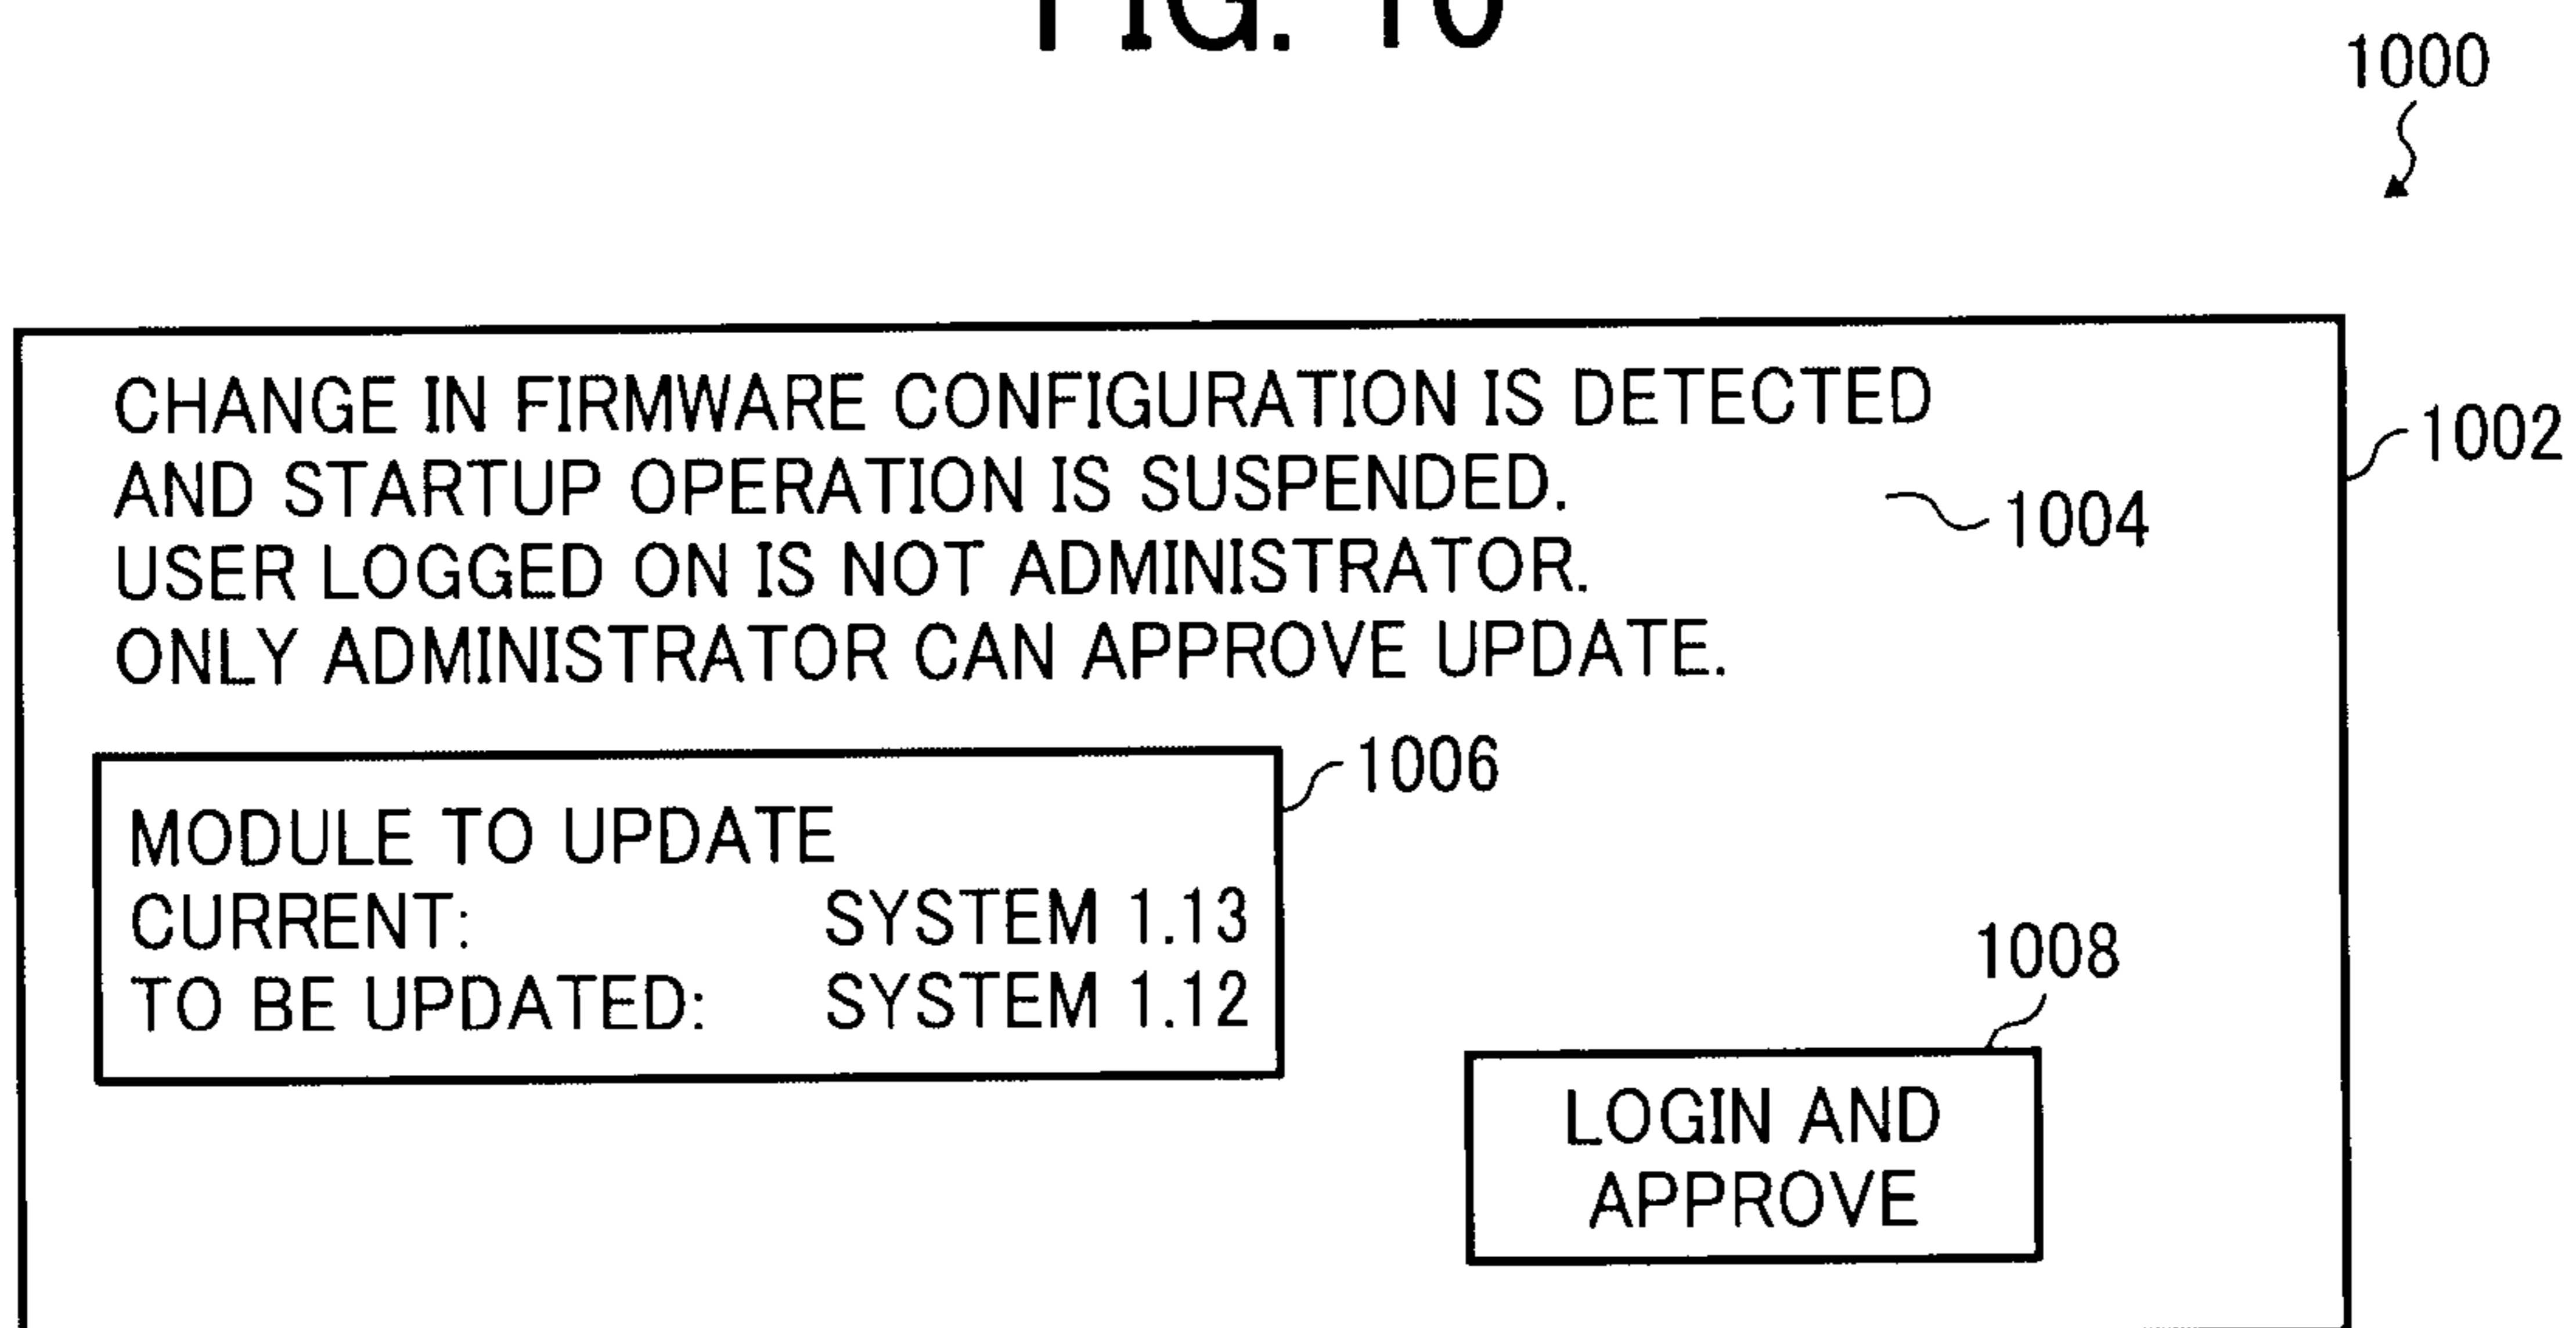 FIG. 10
1000
CHANGE IN FIRMWARE CONFIGURATION IS DETECTED
AND STARTUP OPERATION IS SUSPENDED.
USER LOGGED ON IS NOT ADMINISTRATOR.
ONLY ADMINISTRATOR CAN APPROVE UPDATE.
1002
1004
1006
MODULE TO UPDATE
CURRENT: SYSTEM 1.13
TO BE UPDATED: SYSTEM 1.12
1008
LOGIN AND
APPROVE